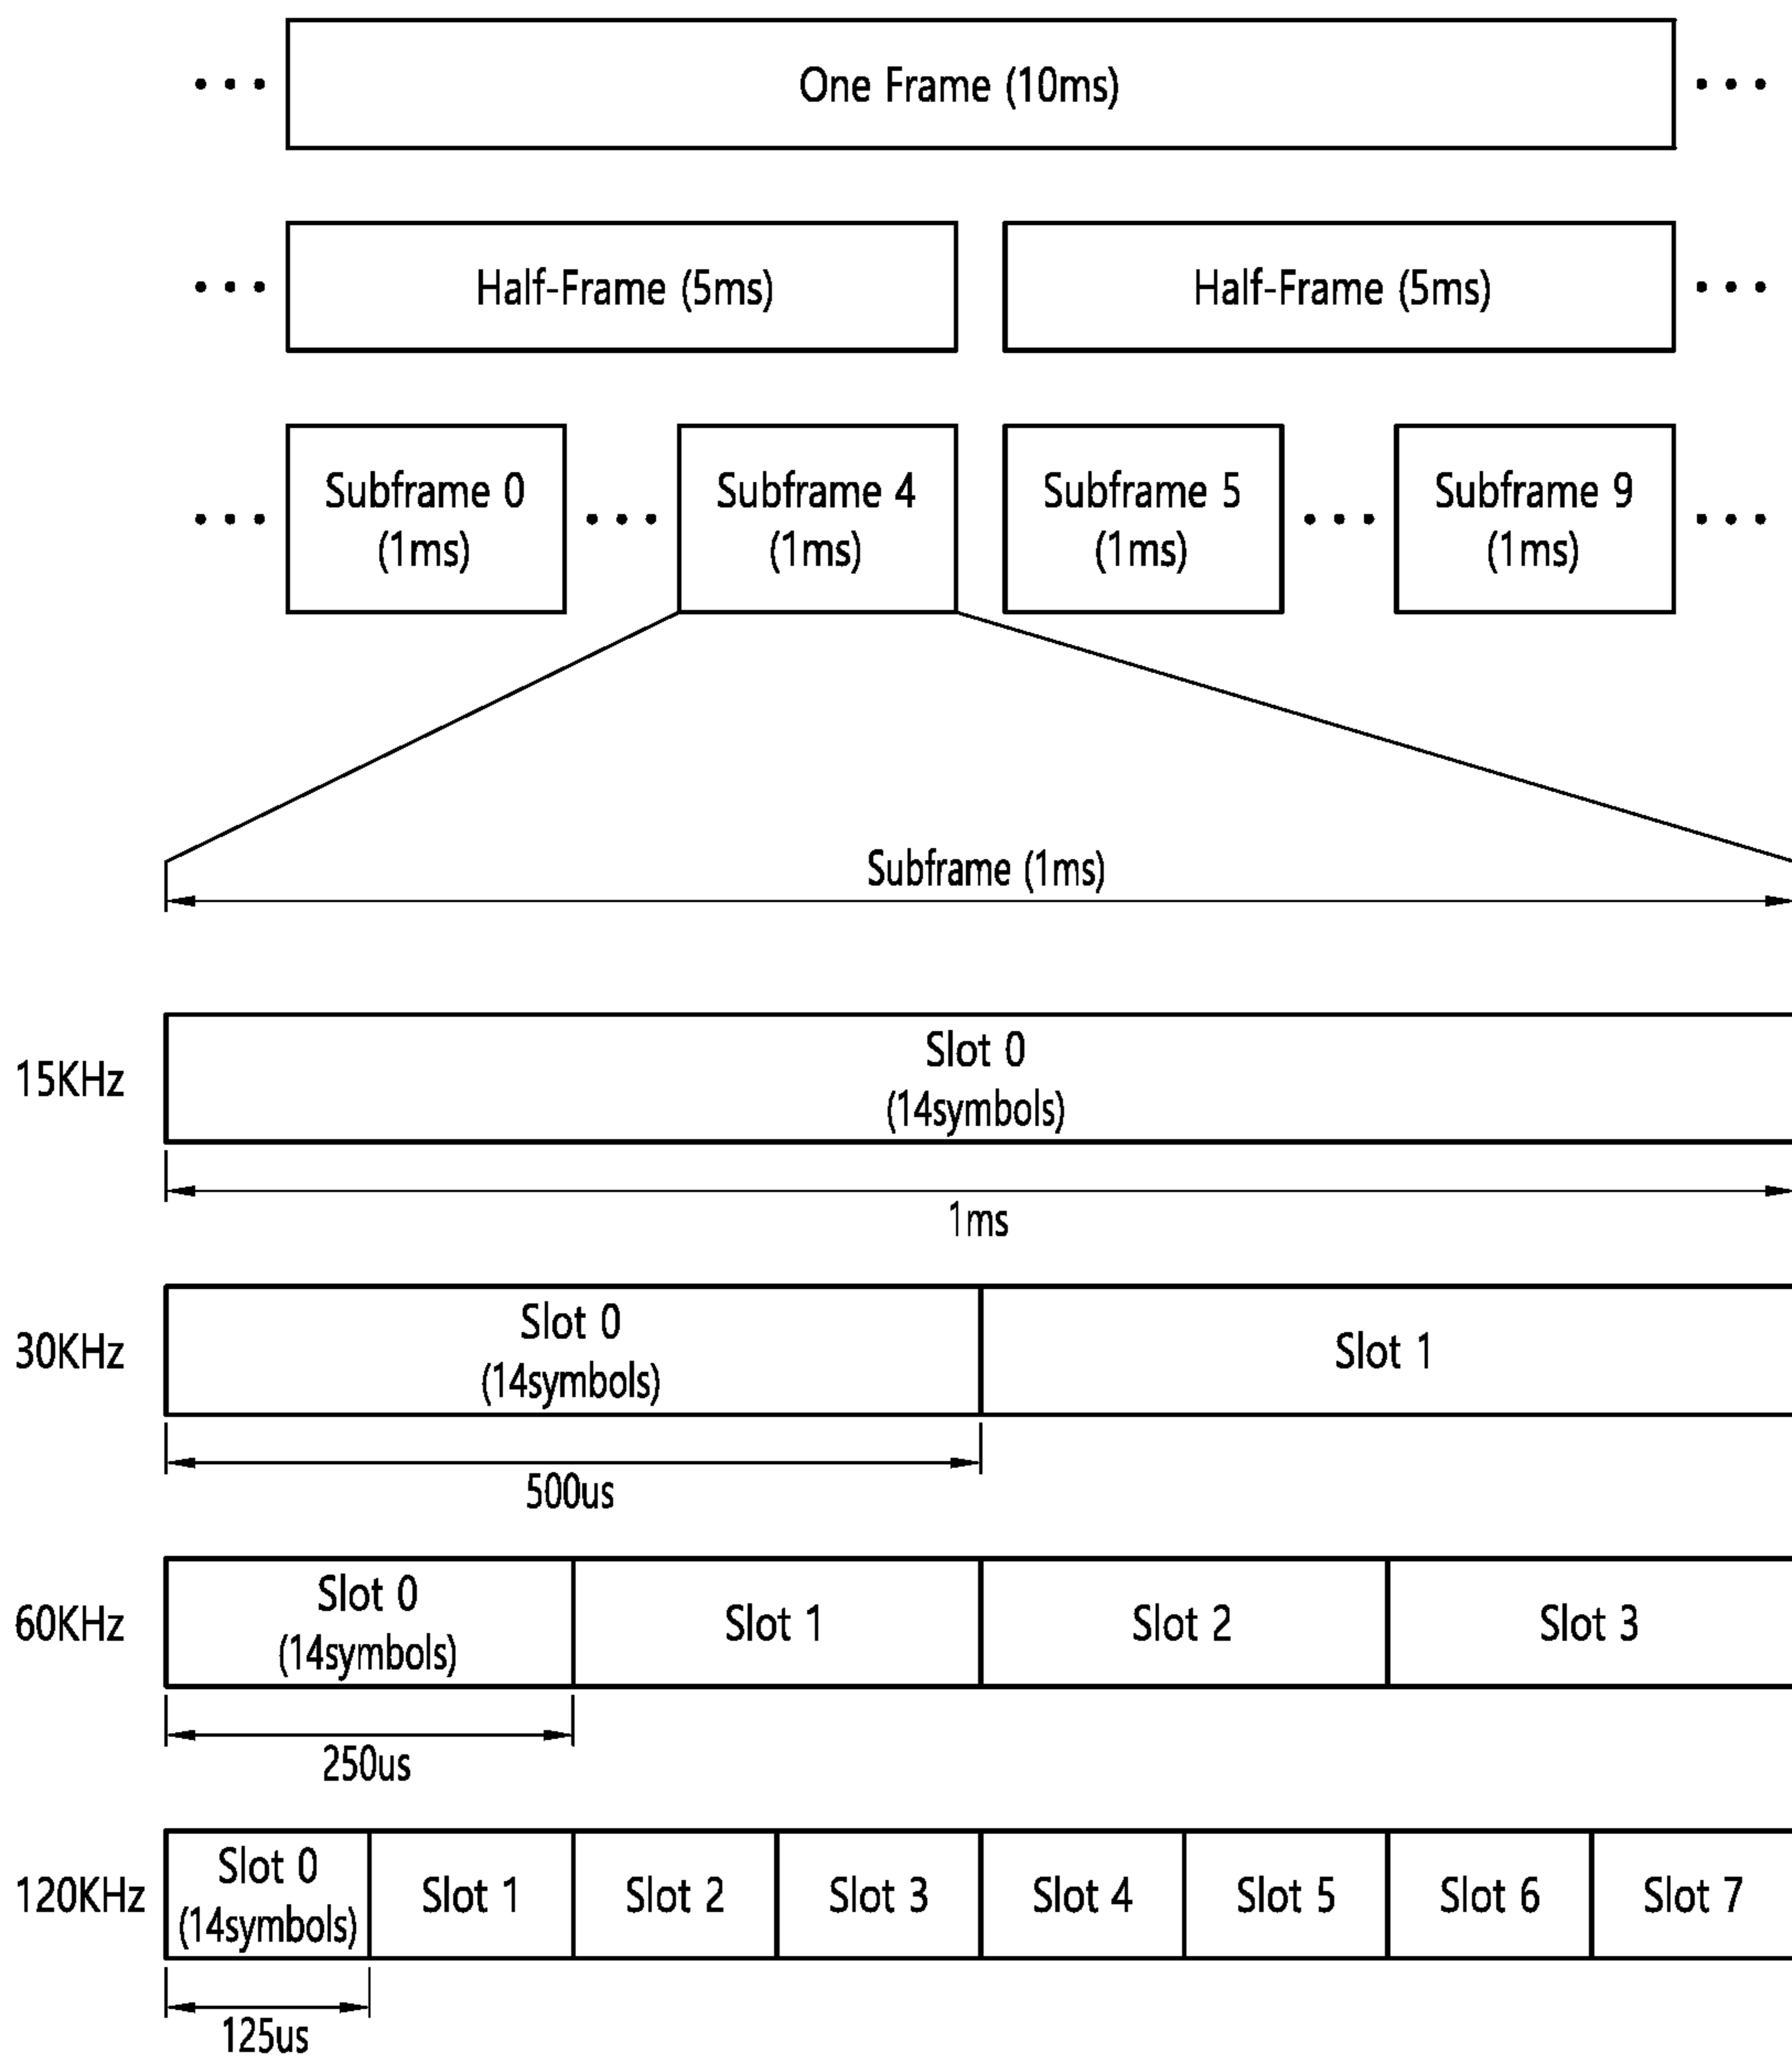 One Frame (10ms)
Half-Frame (5ms) Half-Frame (5ms)
Subframe 0 Subframe 4 Subframe 5 Subframe 9
(1ms) (1ms) (1ms) (1ms)
Subframe (1ms)
15KHz
Slot 0
(14symbols)
1ms
30KHz
Slot 0
(14symbols)
Slot 1
500us
60KHz
Slot 0
(14symbols)
Slot 1
Slot 2
Slot 3
250us
120KHz
Slot 0
(14symbols)
Slot 1
Slot 2
Slot 3
Slot 4
Slot 5
Slot 6
Slot 7
125us